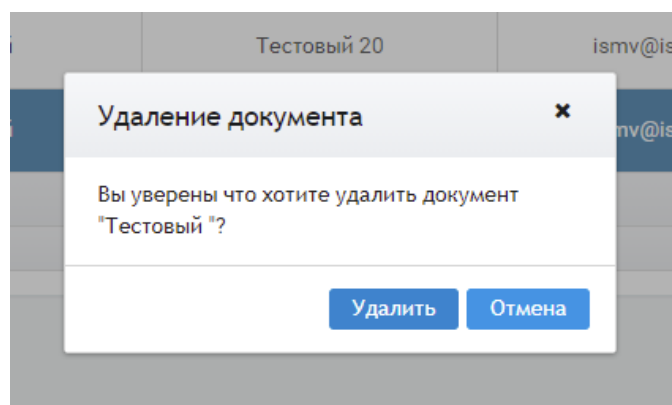 Тестовый 20
ismv@is
Удаление документа
mv@is
Вы уверены что хотите удалить документ
"Тестовый "?
Удалить
Отмена